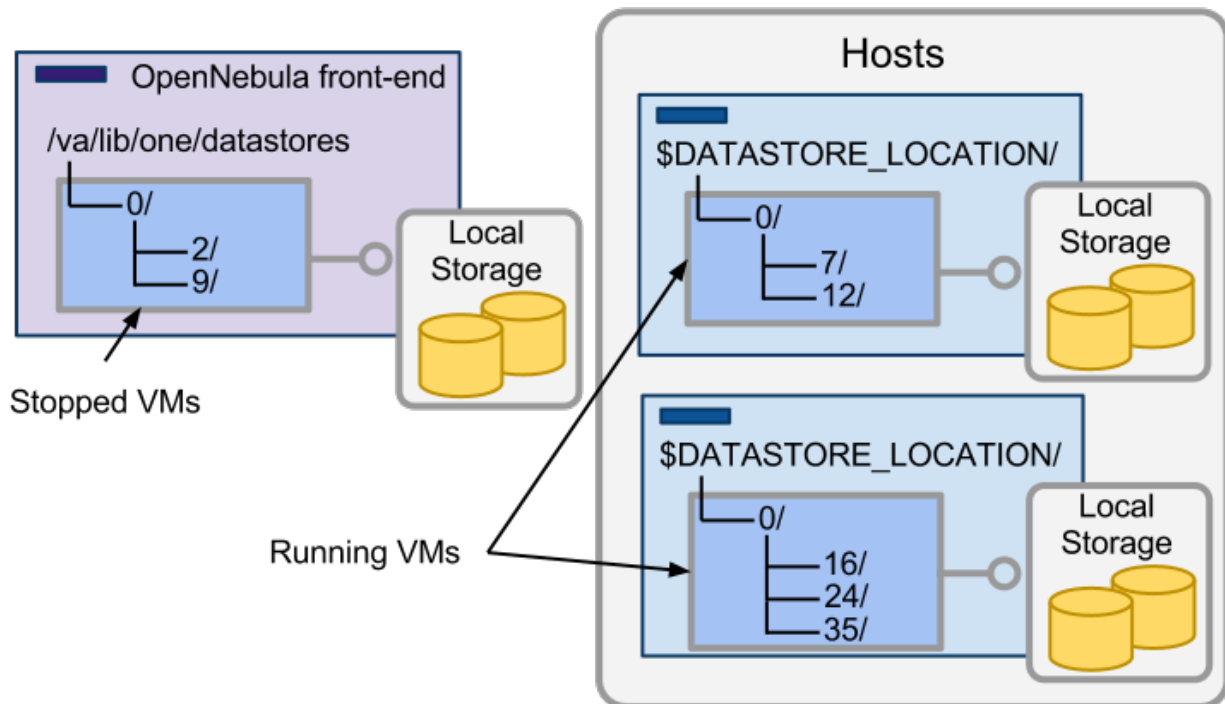 OpenNebula front-end
/va/lib/one/datastores
0/
2/
9/
Local
Storage
Stopped VMs
Hosts
$DATASTORE_LOCATION/
0/
7/
12/
Local
Storage
$DATASTORE_LOCATION/
0/
16/
24/
35/
Local
Storage
Running VMs